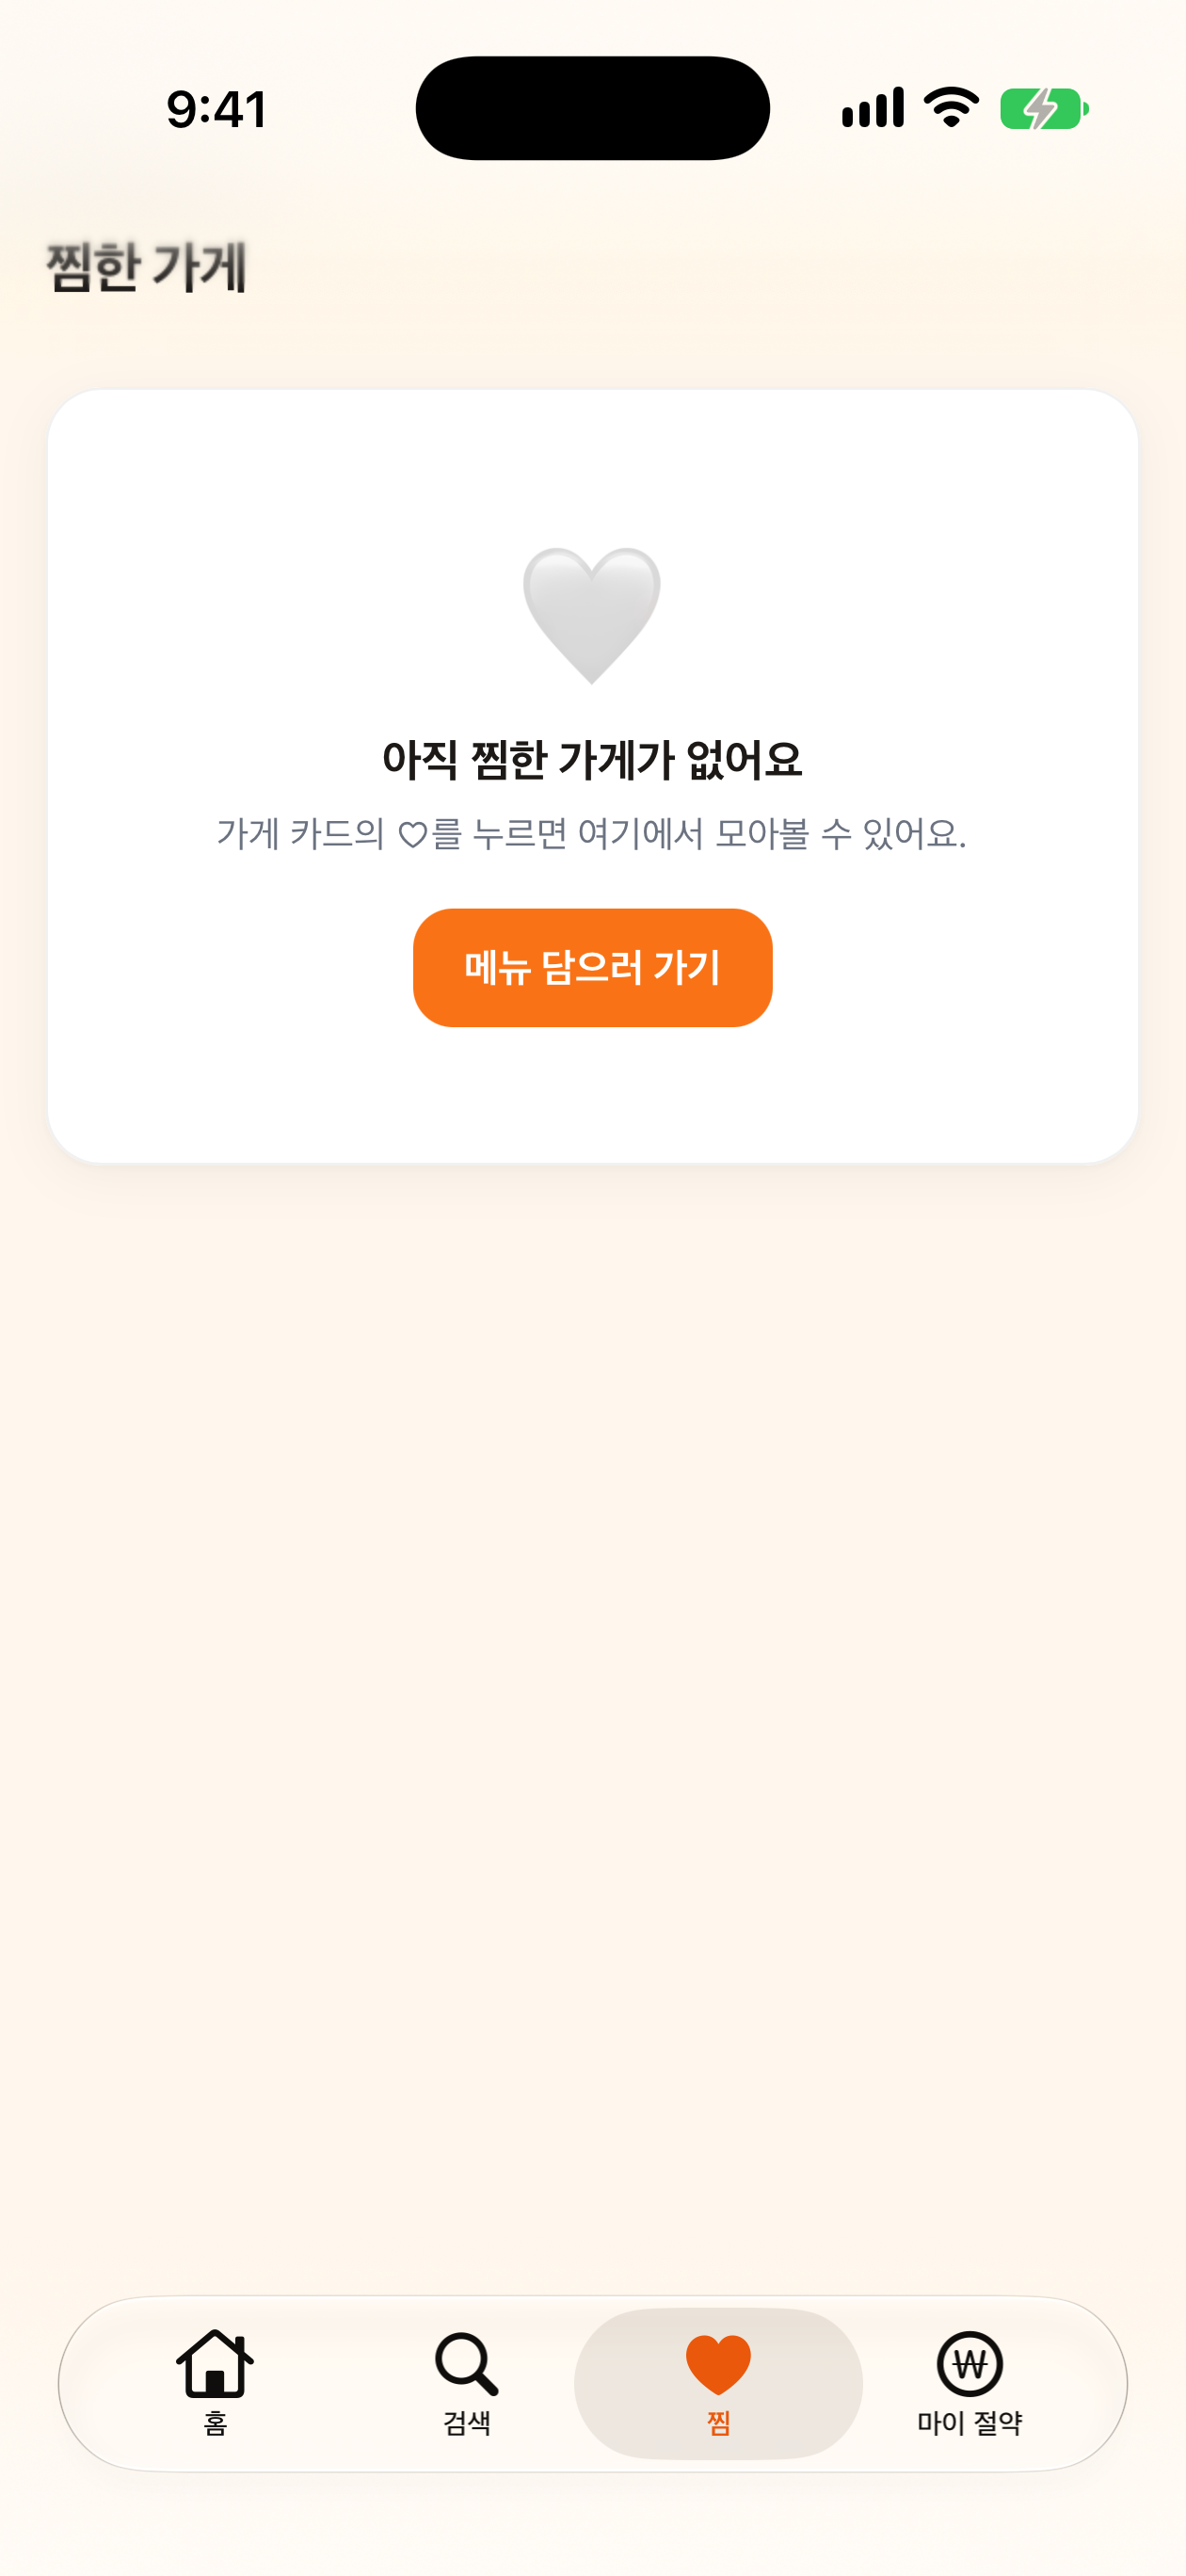 9:41
찜한 가게
아직 찜한 가게가 없어요
가게 카드의 ♡를 누르면 여기에서 모아볼 수 있어요.
메뉴 담으러 가기
홈
검색
찜
마이 절약